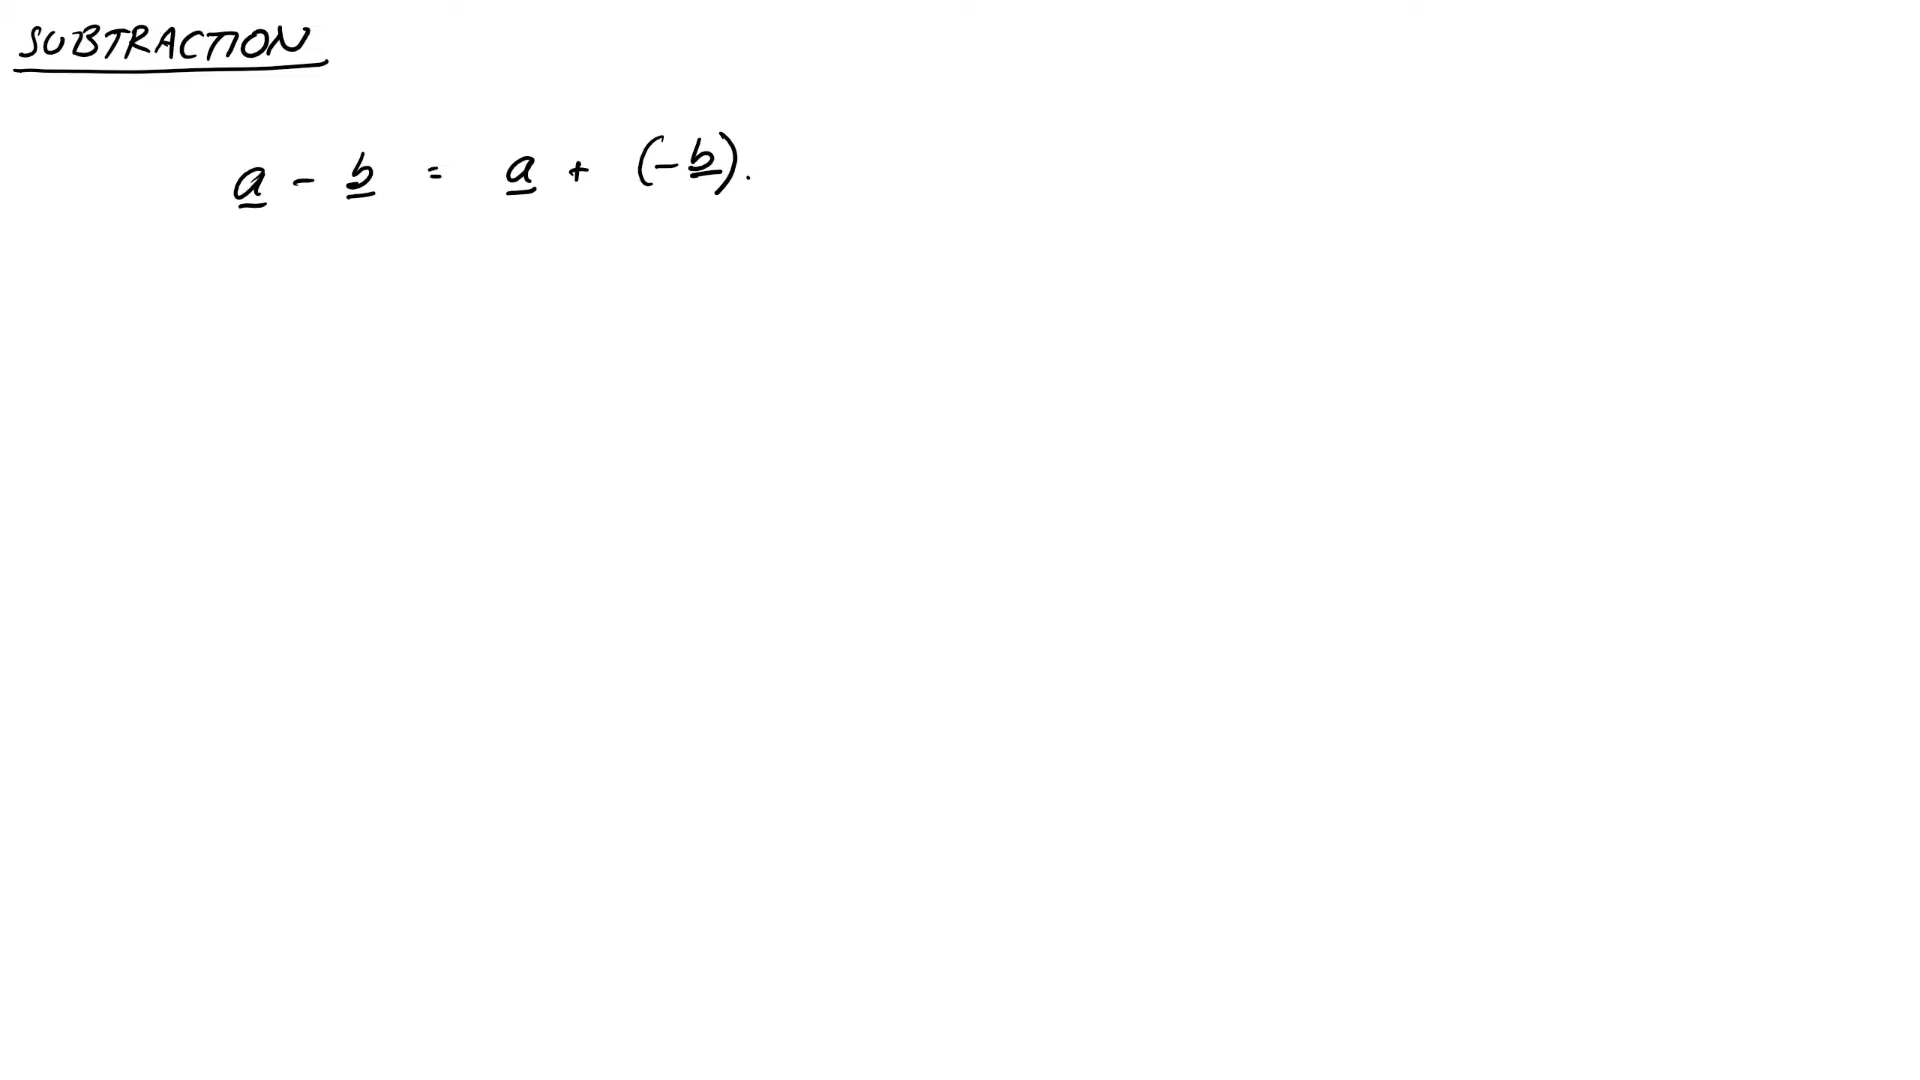 SUBTRACTION
a - b = a + (-b).